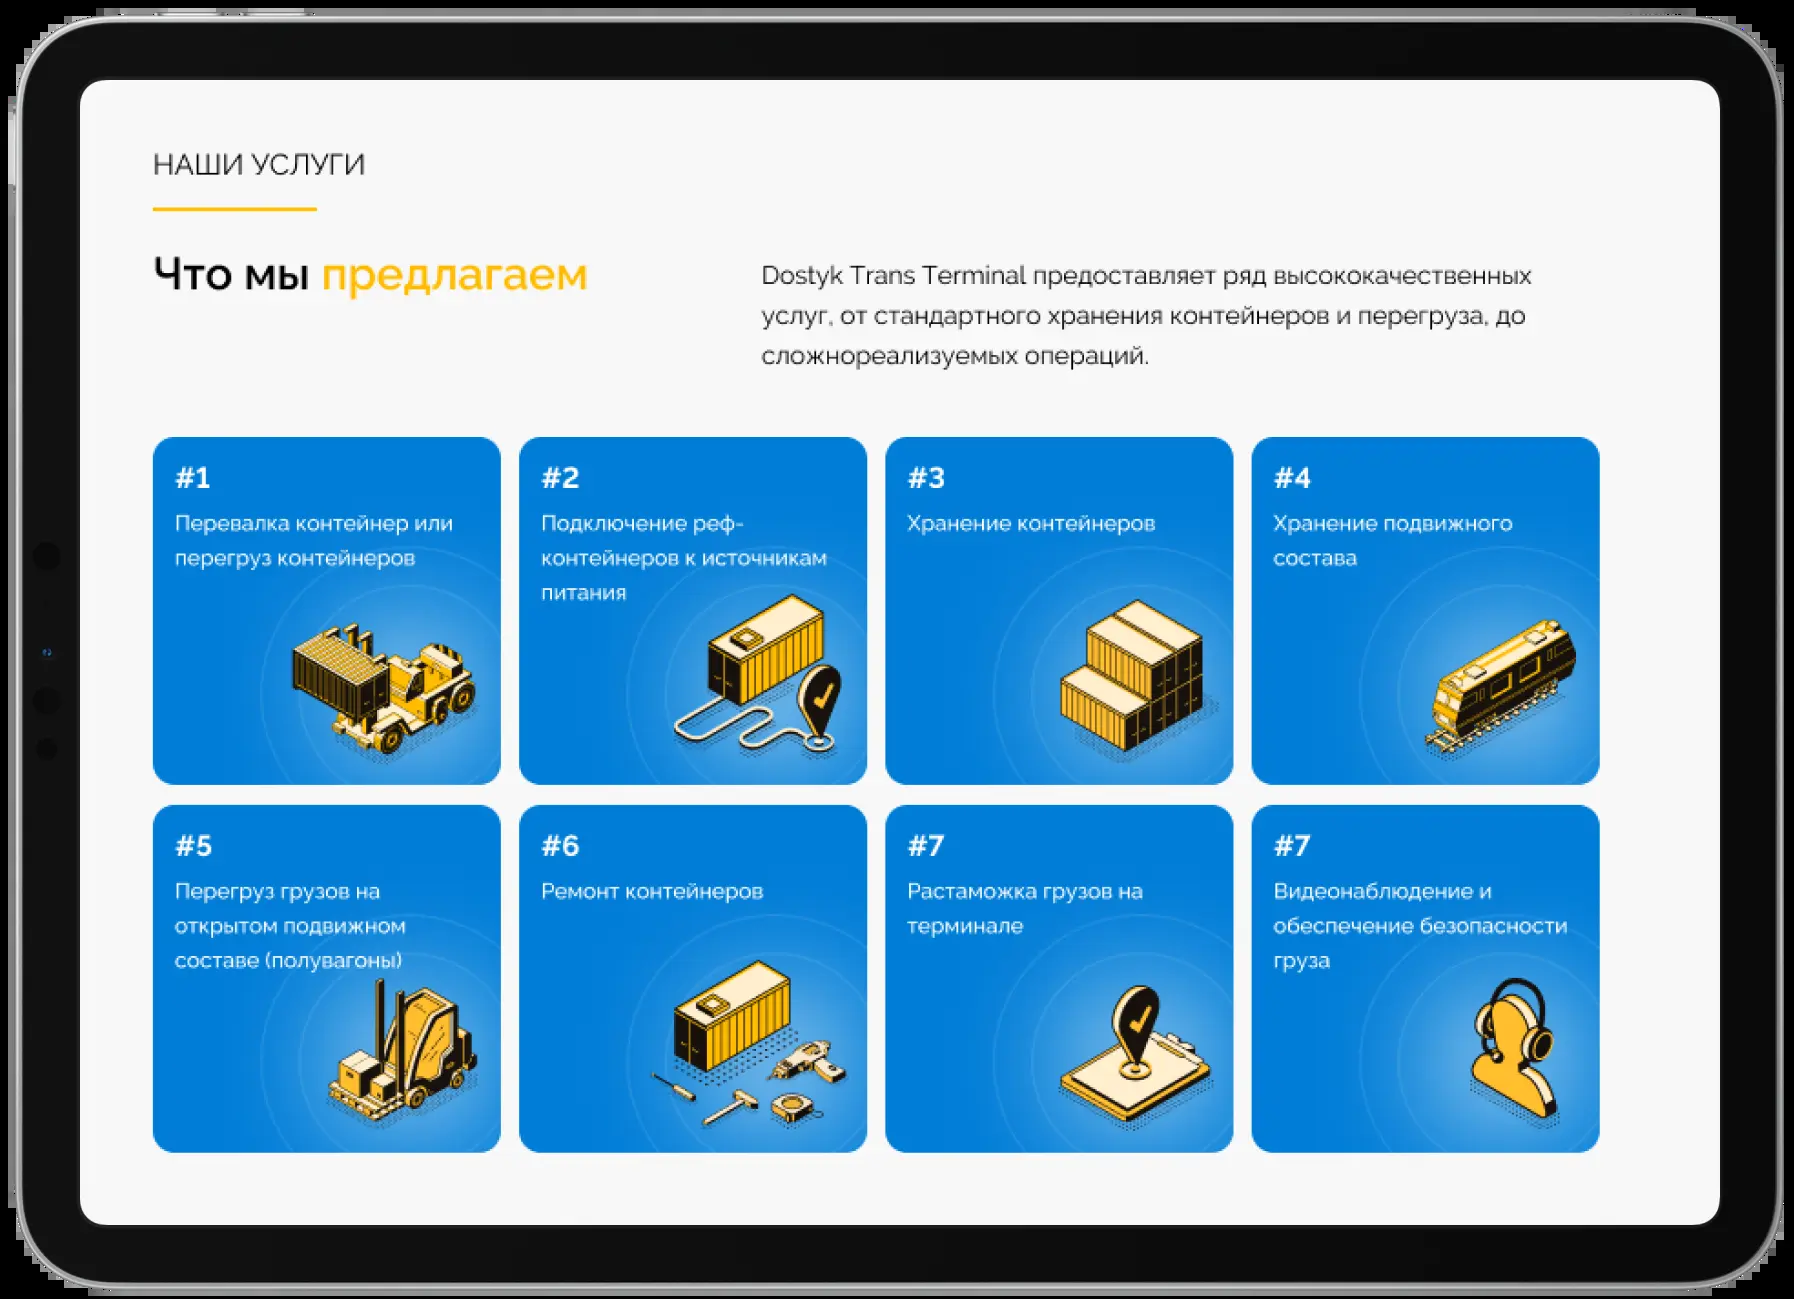 НАШИ УСЛУГИ
Что мы предлагаем
Dostyk Trans Terminal предоставляет ряд высококачественных
услуг, от стандартного хранения контейнеров и перегруза, до
сложнореализуемых операций.
#1
Перевалка контейнер или
перегруз контейнеров
#2
Подключение реф-
контейнеров к источникам
питания
#3
Хранение контейнеров
#4
Хранение подвижного
состава
#5
Перегруз грузов на
открытом подвижном
составе (полувагоны)
#6
Ремонт контейнеров
#7
Растаможка грузов на
терминале
#7
Видеонаблюдение и
обеспечение безопасности
груза